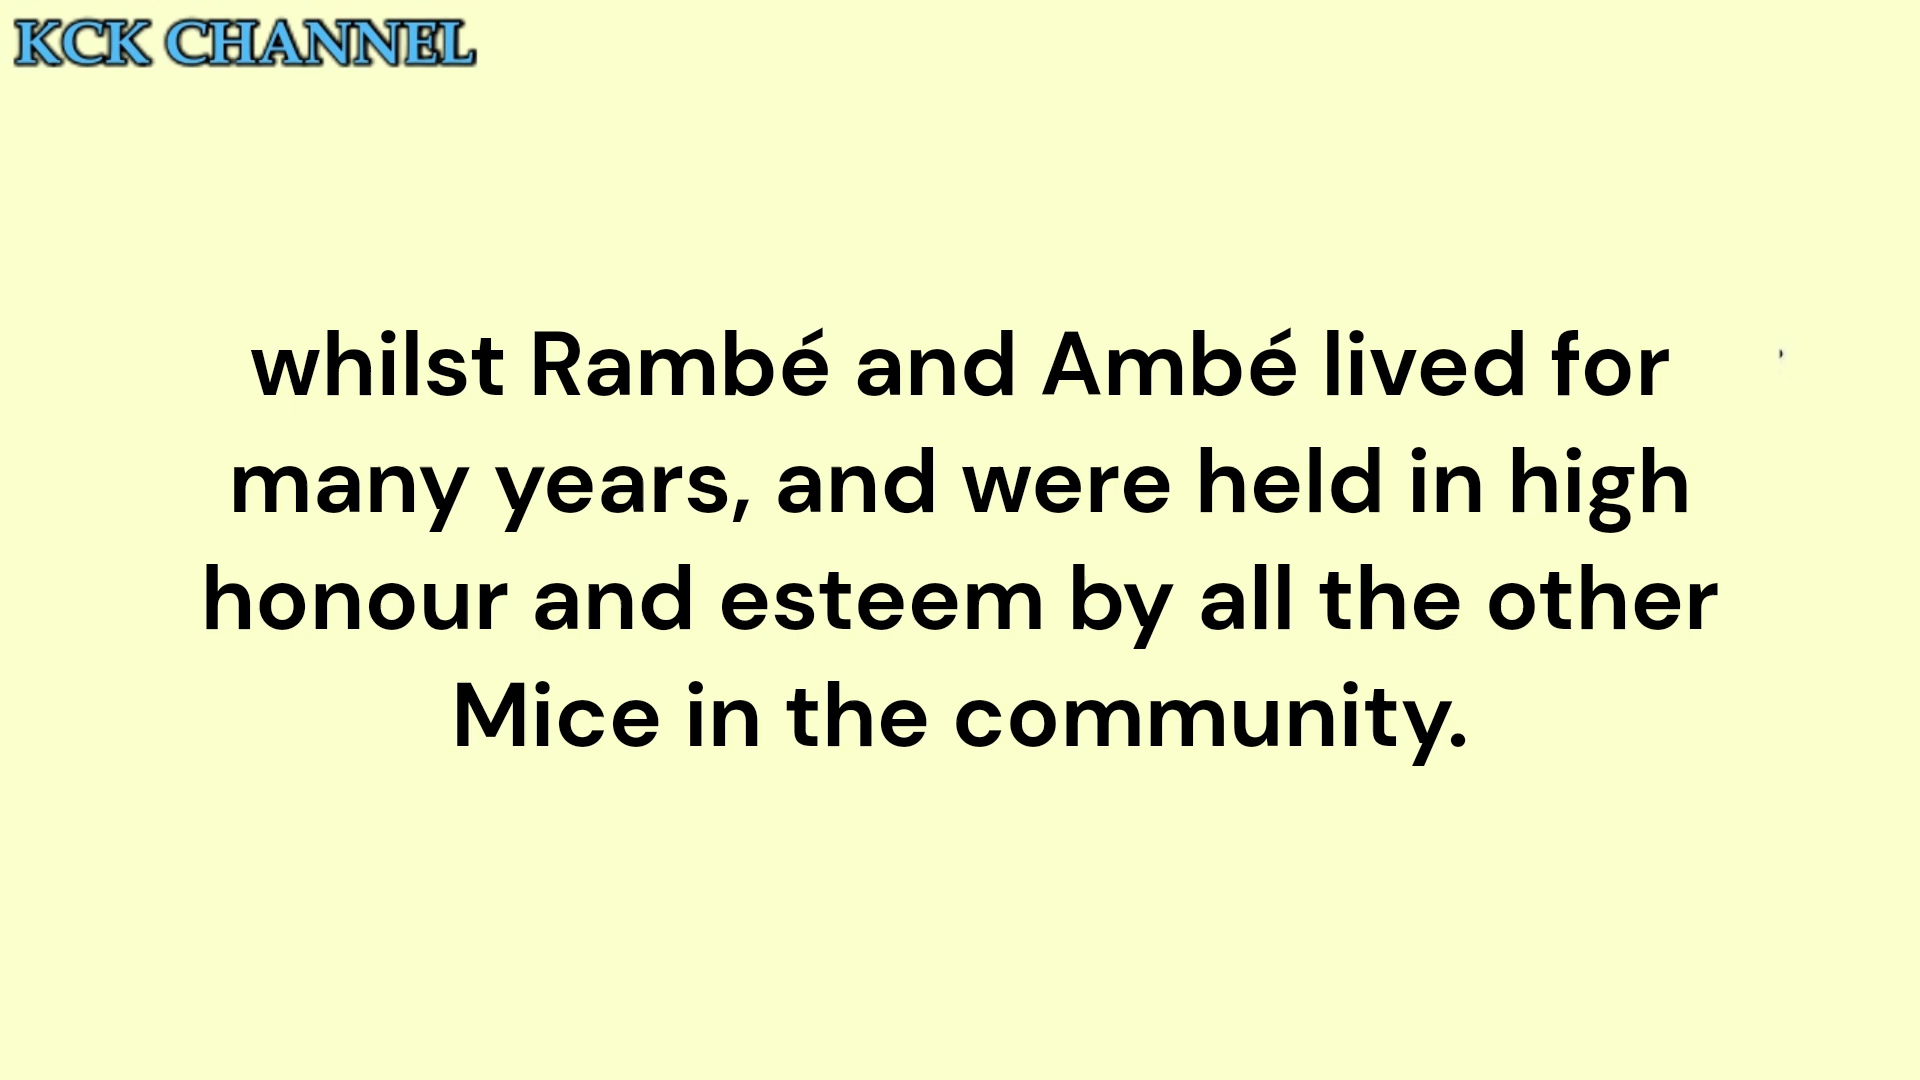 KCK CHANNEL
whilst Rambé and Ambé lived for
many years, and were held in high
honour and esteem by all the other
Mice in the community.